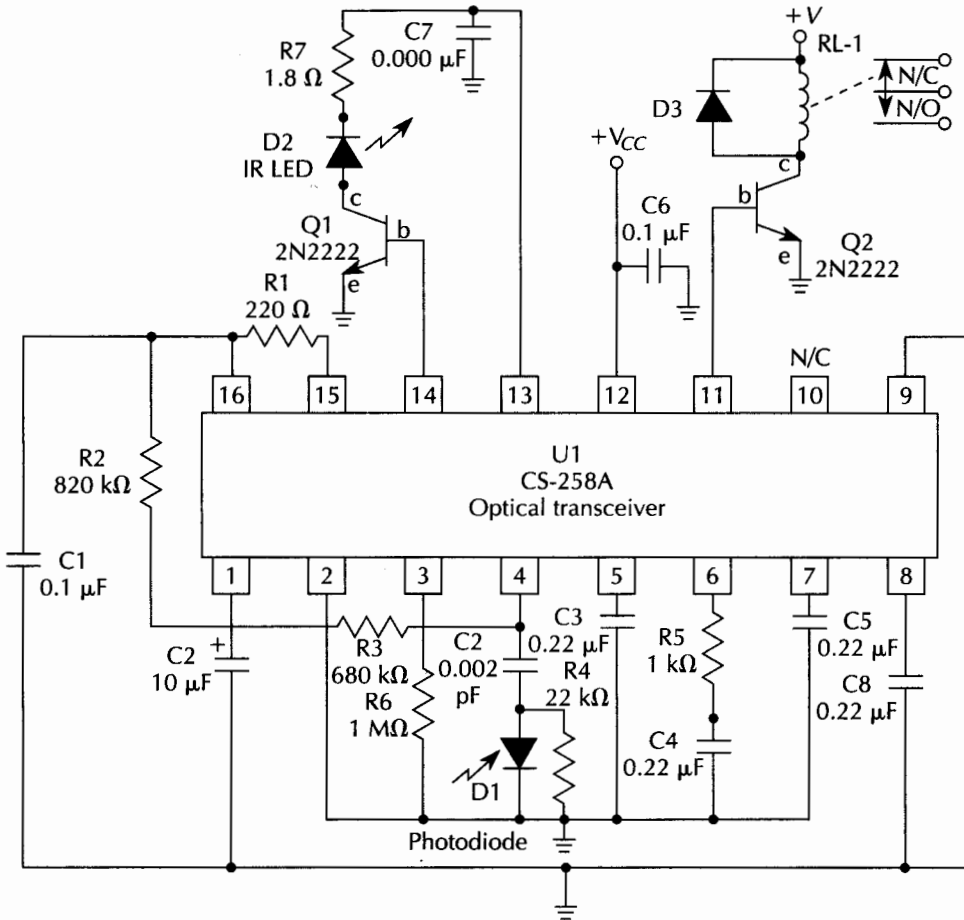 +V
RL-1
N/C
N/O
D3
C7
0.000 µF
R7
1.8 Ω
D2
IR LED
+VCC
c
b
e
Q1
2N2222
C6
0.1 µF
c
b
e
Q2
2N2222
R1
220 Ω
N/C
16
15
14
13
12
11
10
9
U1
CS-258A
Optical transceiver
R2
820 kΩ
C1
0.1 µF
1
2
3
4
5
6
7
8
+
C2
10 µF
R3
680 kΩ
R6
1 MΩ
C2
0.002
pF
C3
0.22 µF
R4
22 kΩ
R5
1 kΩ
C4
0.22 µF
C5
0.22 µF
C8
0.22 µF
D1
Photodiode